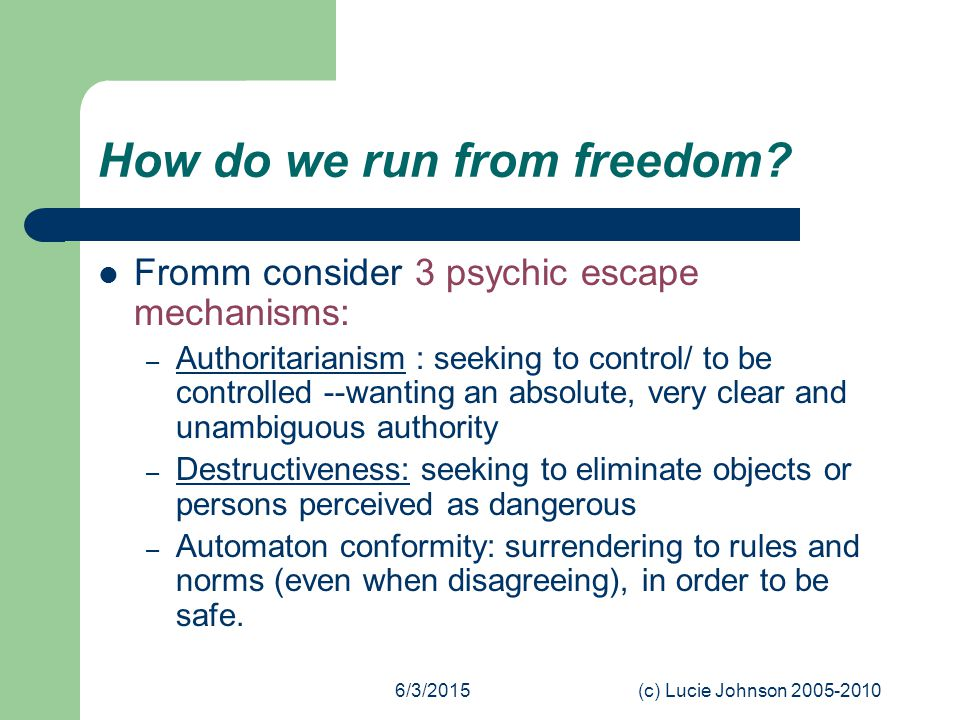 How do we run from freedom?
Fromm consider 3 psychic escape
mechanisms:
– Authoritarianism : seeking to control/ to be
controlled --wanting an absolute, very clear and
unambiguous authority
– Destructiveness: seeking to eliminate objects or
persons perceived as dangerous
– Automaton conformity: surrendering to rules and
norms (even when disagreeing), in order to be
safe.
6/3/2015 (c) Lucie Johnson 2005-2010